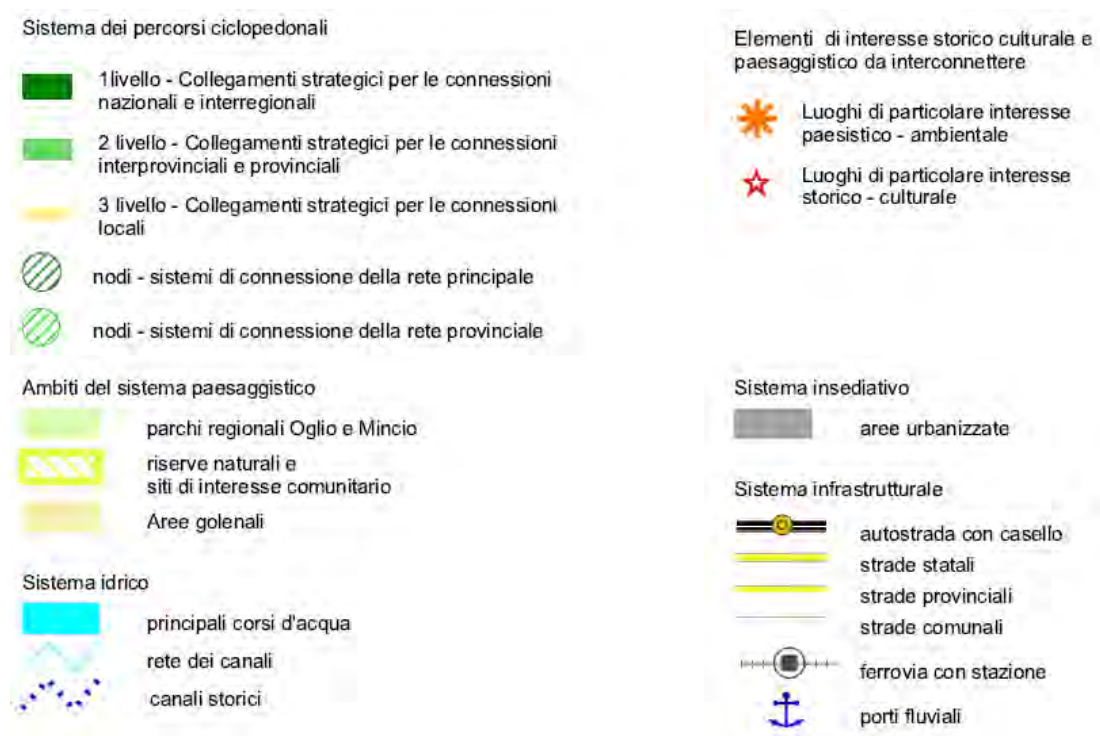 Sistema dei percorsi ciclopedonali
1livello - Collegamenti strategici per le connessioni
nazionali e interregionali
2 livello - Collegamenti strategici per le connessioni
interprovinciali e provinciali
3 livello - Collegamenti strategici per le connessioni
locali
nodi - sistemi di connessione della rete principale
nodi - sistemi di connessione della rete provinciale
Elementi di interesse storico culturale e
paesaggistico da interconnettere
Luoghi di particolare interesse
paesistico - ambientale
Luoghi di particolare interesse
storico - culturale
Ambiti del sistema paesaggistico
parchi regionali Oglio e Mincio
riserve naturali e
siti di interesse comunitario
Aree golenali
Sistema idrico
principali corsi d'acqua
rete dei canali
canali storici
Sistema insediativo
aree urbanizzate
Sistema infrastrutturale
autostrada con casello
strade statali
strade provinciali
strade comunali
ferrovia con stazione
porti fluviali